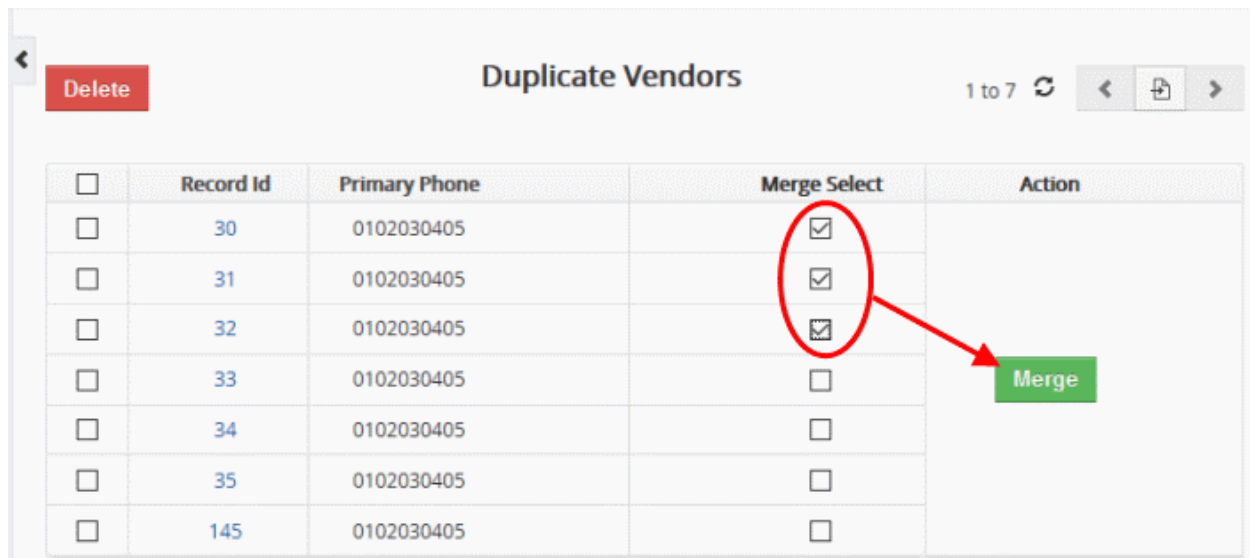 Delete
Duplicate Vendors
1 to 7
Record Id Primary Phone Merge Select Action
30 0102030405
31 0102030405
32 0102030405
33 0102030405
Merge
34 0102030405
35 0102030405
145 0102030405